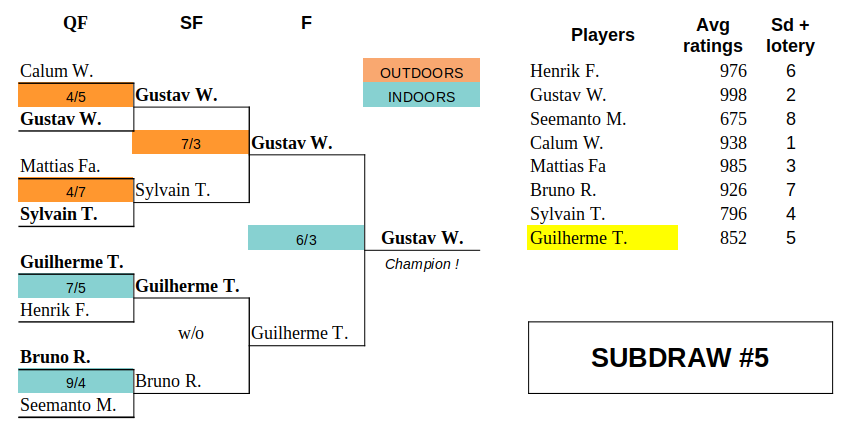 QF SF F
Calum W.
4/5
Gustav W.
Gustav W.
7/3
Gustav W.
Mattias Fa.
4/7
Sylvain T.
Sylvain T.
6/3
Gustav W.
Champion !
Guilherme T.
7/5
Guilherme T.
Henrik F.
w/o
Guilherme T.
Bruno R.
9/4
Bruno R.
Seemanto M.
OUTDOORS
INDOORS
Players Avg ratings Sd + lotery
Henrik F. 976 6
Gustav W. 998 2
Seemanto M. 675 8
Calum W. 938 1
Mattias Fa 985 3
Bruno R. 926 7
Sylvain T. 796 4
Guilherme T. 852 5
SUBDRAW #5